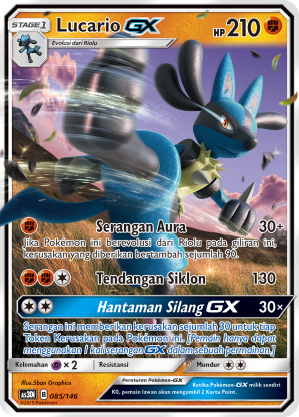 STAGE 1 Lucario GX HP 210
Evolusi dari Riolu
Serangan Aura 30+
Jika Pokémon ini berevolusi dari Riolu pada giliran ini,
kerusakan yang diberikan bertambah sejumlah 90.
Tendangan Siklon 130
Hantaman Silang GX 30×
Serangan ini memberikan kerusakan sejumlah 30 untuk tiap
Token Kerusakan pada Pokémon ini. [Pemain hanya dapat
menggunakan 1 kali serangan GX dalam sebuah permainan.]
Kelemahan ×2 Resistansi Mundur
Illus.5ban Graphics
Peraturan Pokémon-GX Ketika Pokémon-GX milik sendiri
KO, pemain lawan akan mengambil 2 Kartu Point.
AS3D D 085/146